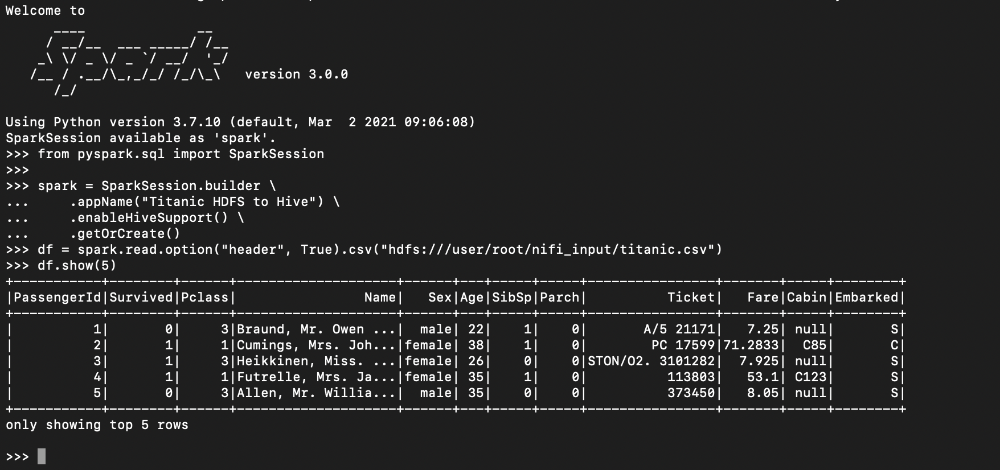 Welcome to
      ____              __
     / __/__  ___ _____/ /__
    _\ \/ _ \/ _ `/ __/  '_/
   /__ / .__/\_,_/_/ /_/\_\   version 3.0.0
      /_/

Using Python version 3.7.10 (default, Mar  2 2021 09:06:08)
SparkSession available as 'spark'.
>>> from pyspark.sql import SparkSession
>>>
>>> spark = SparkSession.builder \
...     .appName("Titanic HDFS to Hive") \
...     .enableHiveSupport() \
...     .getOrCreate()
>>> df = spark.read.option("header", True).csv("hdfs:///user/root/nifi_input/titanic.csv")
>>> df.show(5)
+-----------+--------+------+--------------------+------+---+-----+-----+----------------+-------+-----+--------+
|PassengerId|Survived|Pclass|                Name|   Sex|Age|SibSp|Parch|          Ticket|   Fare|Cabin|Embarked|
+-----------+--------+------+--------------------+------+---+-----+-----+----------------+-------+-----+--------+
|          1|       0|     3|Braund, Mr. Owen ...|  male| 22|    1|    0|       A/5 21171|   7.25| null|       S|
|          2|       1|     1|Cumings, Mrs. Joh...|female| 38|    1|    0|        PC 17599|71.2833|  C85|       C|
|          3|       1|     3|Heikkinen, Miss. ...|female| 26|    0|    0|STON/O2. 3101282|  7.925| null|       S|
|          4|       1|     1|Futrelle, Mrs. Ja...|female| 35|    1|    0|          113803|   53.1| C123|       S|
|          5|       0|     3|Allen, Mr. Willia...|  male| 35|    0|    0|          373450|   8.05| null|       S|
+-----------+--------+------+--------------------+------+---+-----+-----+----------------+-------+-----+--------+
only showing top 5 rows

>>>